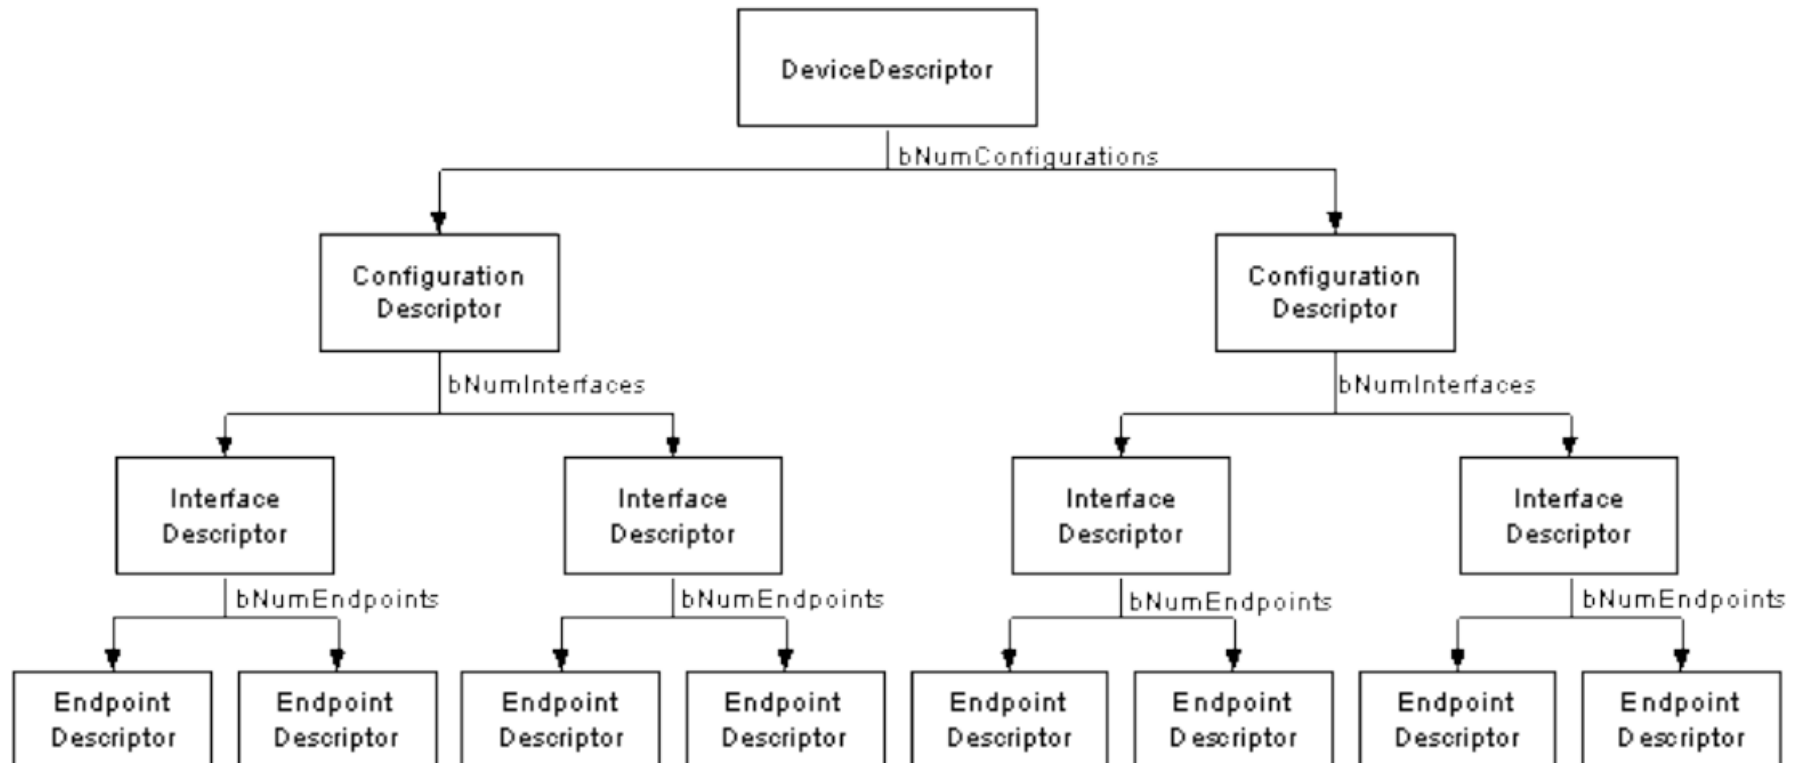 DeviceDescriptor
bNumConfigurations
Configuration
Descriptor
Configuration
Descriptor
bNumInterfaces
bNumInterfaces
Interface
Descriptor
Interface
Descriptor
Interface
Descriptor
Interface
Descriptor
bNumEndpoints
bNumEndpoints
bNumEndpoints
bNumEndpoints
Endpoint
Descriptor
Endpoint
Descriptor
Endpoint
Descriptor
Endpoint
Descriptor
Endpoint
Descriptor
Endpoint
Descriptor
Endpoint
Descriptor
Endpoint
Descriptor